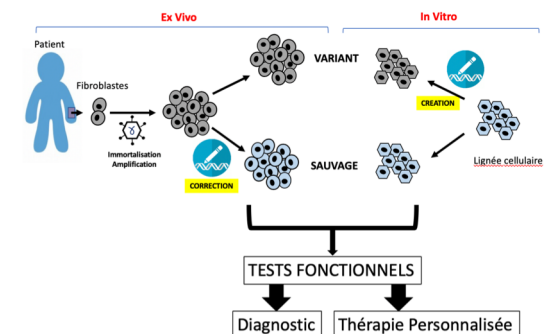 Ex Vivo
In Vitro
Patient
Fibroblastes
VARIANT
CREATION
Immortalisation
Amplification
CORRECTION
SAUVAGE
Lignée cellulaire
TESTS FONCTIONNELS
Diagnostic
Thérapie Personnalisée